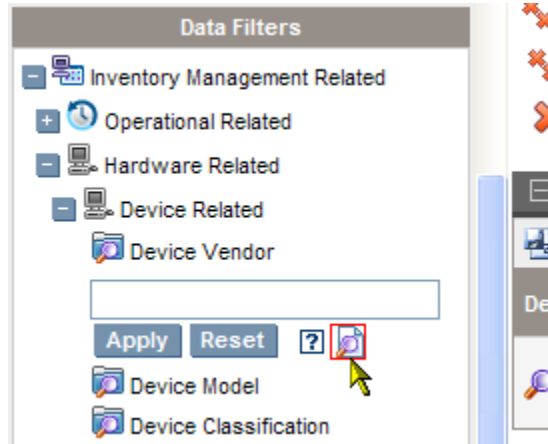 Data Filters
Inventory Management Related
Operational Related
Hardware Related
Device Related
Device Vendor
Apply Reset ?
De
Device Model
Device Classification